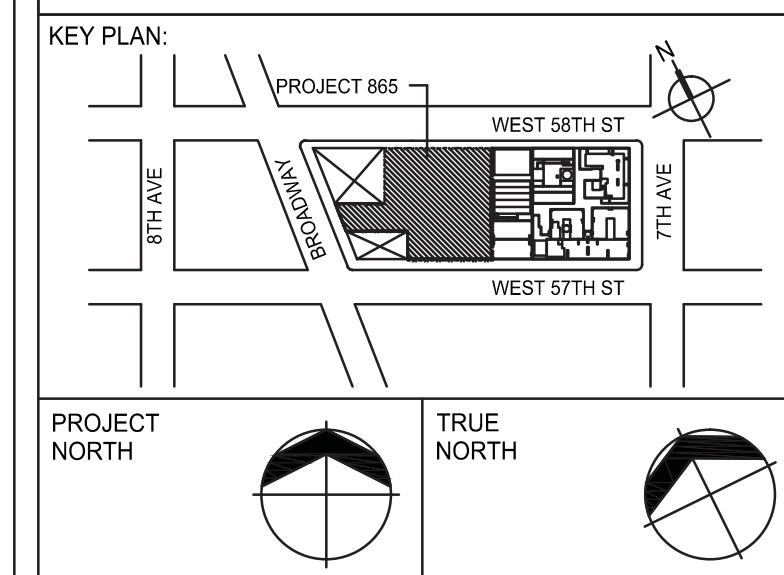 KEY PLAN:
N
PROJECT 865
WEST 58TH ST
8TH AVE
BROADWAY
7TH AVE
WEST 57TH ST
PROJECT
NORTH
TRUE
NORTH